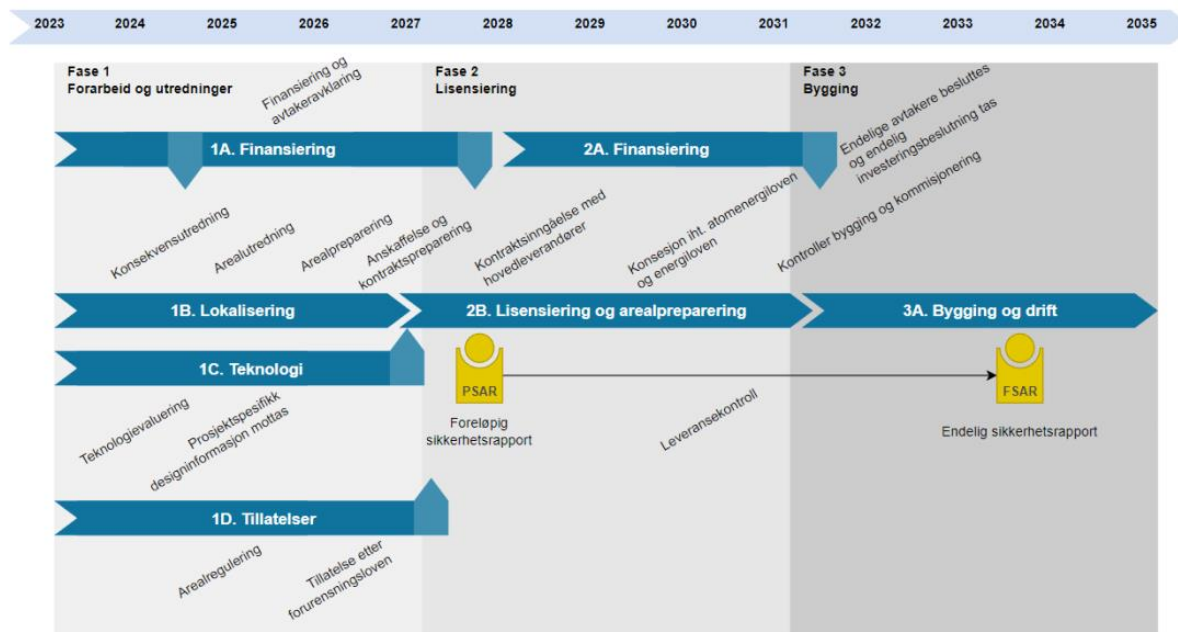 2023 2024 2025 2026 2027 2028 2029 2030 2031 2032 2033 2034 2035
Fase 1
Forarbeid og utredninger
Fase 2
Lisensiering
Fase 3
Bygging
Finansiering og
avtakeravklaring
1A. Finansiering
2A. Finansiering
Endelige avtakere besluttes
og endelig
investeringsbeslutning tas
Konsekvensutredning
Arealutredning
Arealpreparering
Anskaffelse og
kontraktspreparering
Kontraktsinngåelse med
hovedleverandører
Konsesjon iht. atomenergiloven
og energiloven
Kontroller bygging og kommisjonering
1B. Lokalisering
2B. Lisensiering og arealpreparering
3A. Bygging og drift
1C. Teknologi
PSAR
FSAR
Teknologievaluering
Prosjektspesifikk
designinformasjon mottas
Foreløpig
sikkerhetsrapport
Leveransekontroll
Endelig sikkerhetsrapport
1D. Tillatelser
Arealregulering
Tillatelse etter
forurensningsloven